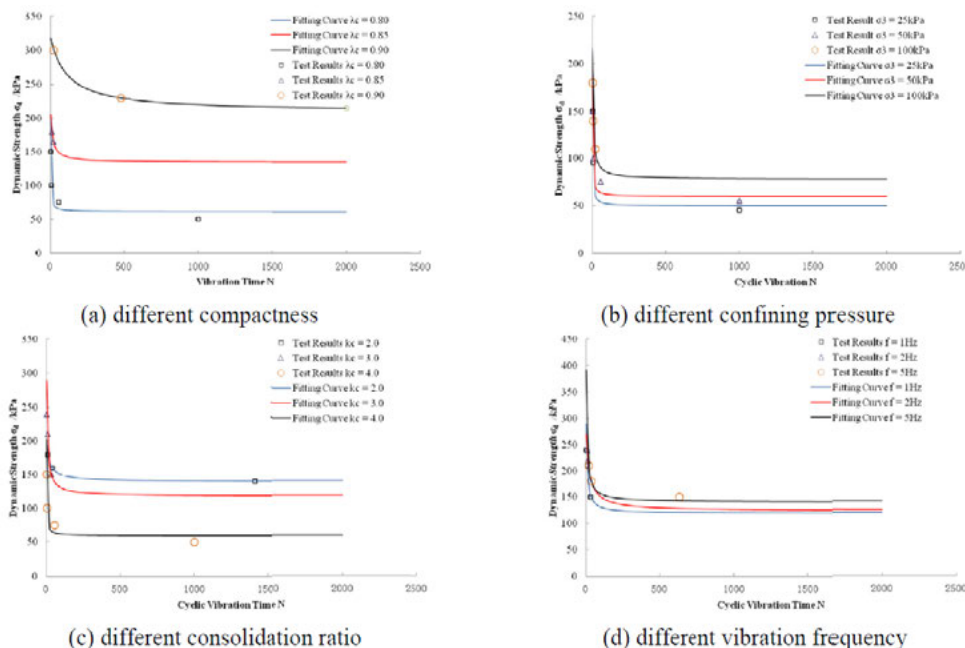 Fitting Curve λc = 0.80
Fitting Curve λc = 0.85
Fitting Curve λc = 0.90
Test Results λc = 0.80
Test Results λc = 0.85
Test Results λc = 0.90
Dynamic Strength σd /kPa
350
300
250
200
150
100
50
0
0 500 1000 1500 2000 2500
Vibration Time N
(a) different compactness
Test Result σ3 = 25kPa
Test Result σ3 = 50kPa
Test Result σ3 = 100kPa
Fitting Curve σ3 = 25kPa
Fitting Curve σ3 = 50kPa
Fitting Curve σ3 = 100kPa
Dynamic Strength σd /kPa
250
200
150
100
50
0
0 500 1000 1500 2000 2500
Cyclic Vibration N
(b) different confining pressure
Test Results kc = 2.0
Test Results kc = 3.0
Test Results kc = 4.0
Fitting Curve kc = 2.0
Fitting Curve kc = 3.0
Fitting Curve kc = 4.0
Dynamic Strength σd /kPa
350
300
250
200
150
100
50
0
0 500 1000 1500 2000 2500
Cyclic Vibration Time N
(c) different consolidation ratio
Test Results f = 1Hz
Test Results f = 2Hz
Test Results f = 5Hz
Fitting Curve f = 1Hz
Fitting Curve f = 2Hz
Fitting Curve f = 5Hz
Dynamic Strength σd /kPa
450
400
350
300
250
200
150
100
50
0
0 500 1000 1500 2000 2500
Cyclic Vibration Time N
(d) different vibration frequency